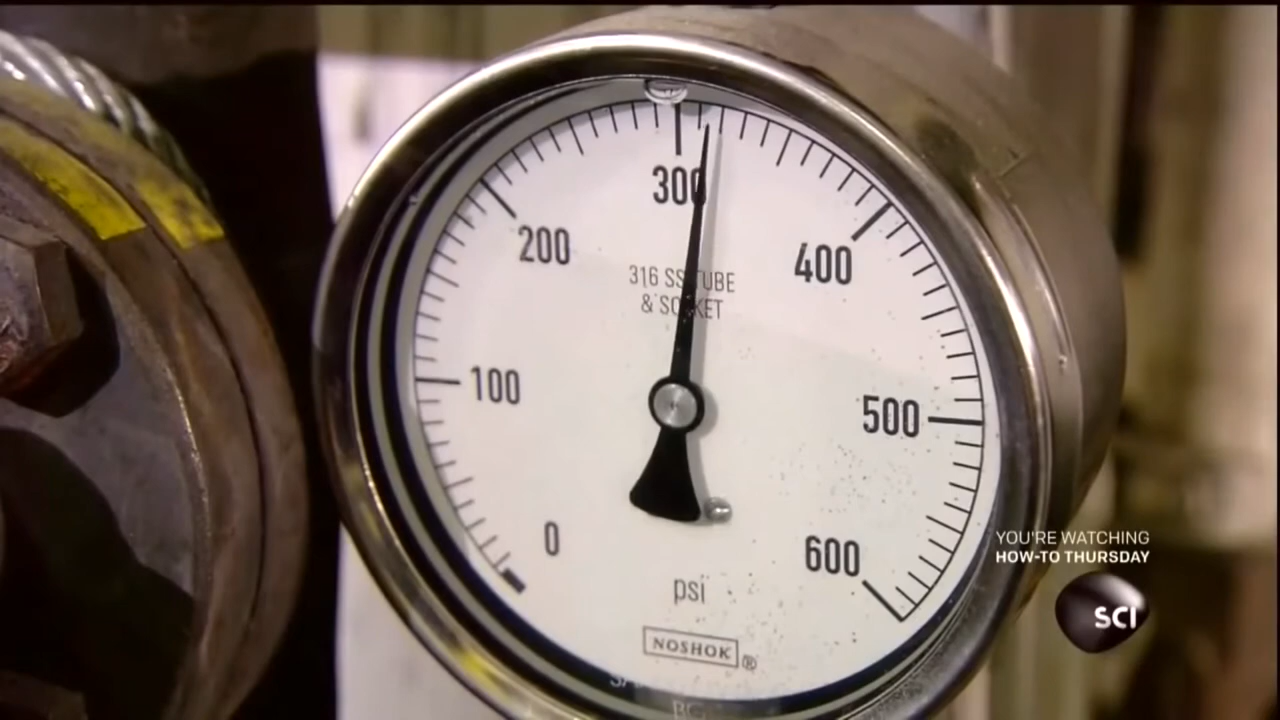 300
200
400
316 SS TUBE
& SOCKET
100
500
0
600
psi
NOSHOK®
YOU'RE WATCHING
HOW-TO THURSDAY
SCI